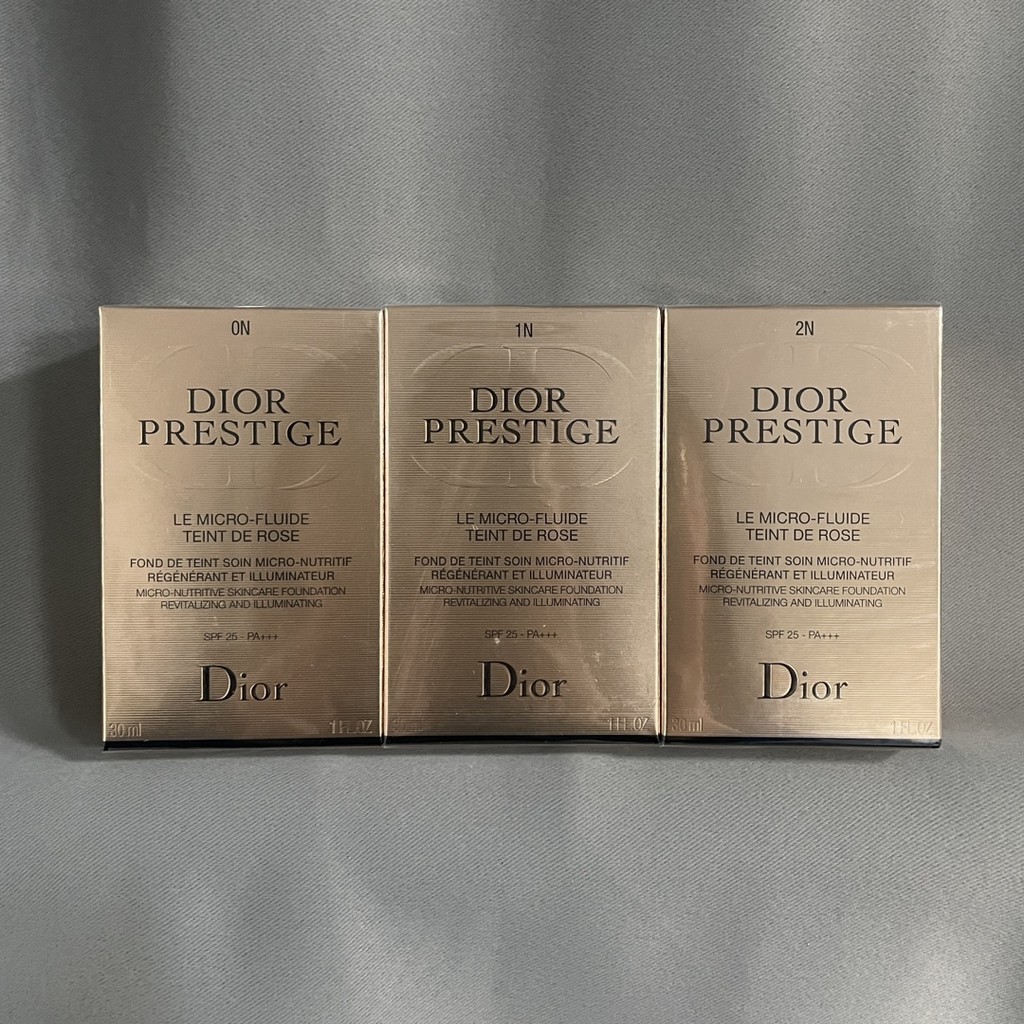 0N
DIOR
PRESTIGE
LE MICRO-FLUIDE
TEINT DE ROSE
FOND DE TEINT SOIN MICRO-NUTRITIF
RÉGÉNÉRANT ET ILLUMINATEUR
MICRO-NUTRITIVE SKINCARE FOUNDATION
REVITALIZING AND ILLUMINATING
SPF 25 - PA+++
Dior
30 ml
1 FL.OZ
1N
DIOR
PRESTIGE
LE MICRO-FLUIDE
TEINT DE ROSE
FOND DE TEINT SOIN MICRO-NUTRITIF
RÉGÉNÉRANT ET ILLUMINATEUR
MICRO-NUTRITIVE SKINCARE FOUNDATION
REVITALIZING AND ILLUMINATING
SPF 25 - PA+++
Dior
30 ml
1 FL.OZ
2N
DIOR
PRESTIGE
LE MICRO-FLUIDE
TEINT DE ROSE
FOND DE TEINT SOIN MICRO-NUTRITIF
RÉGÉNÉRANT ET ILLUMINATEUR
MICRO-NUTRITIVE SKINCARE FOUNDATION
REVITALIZING AND ILLUMINATING
SPF 25 - PA+++
Dior
30 ml
1 FL.OZ